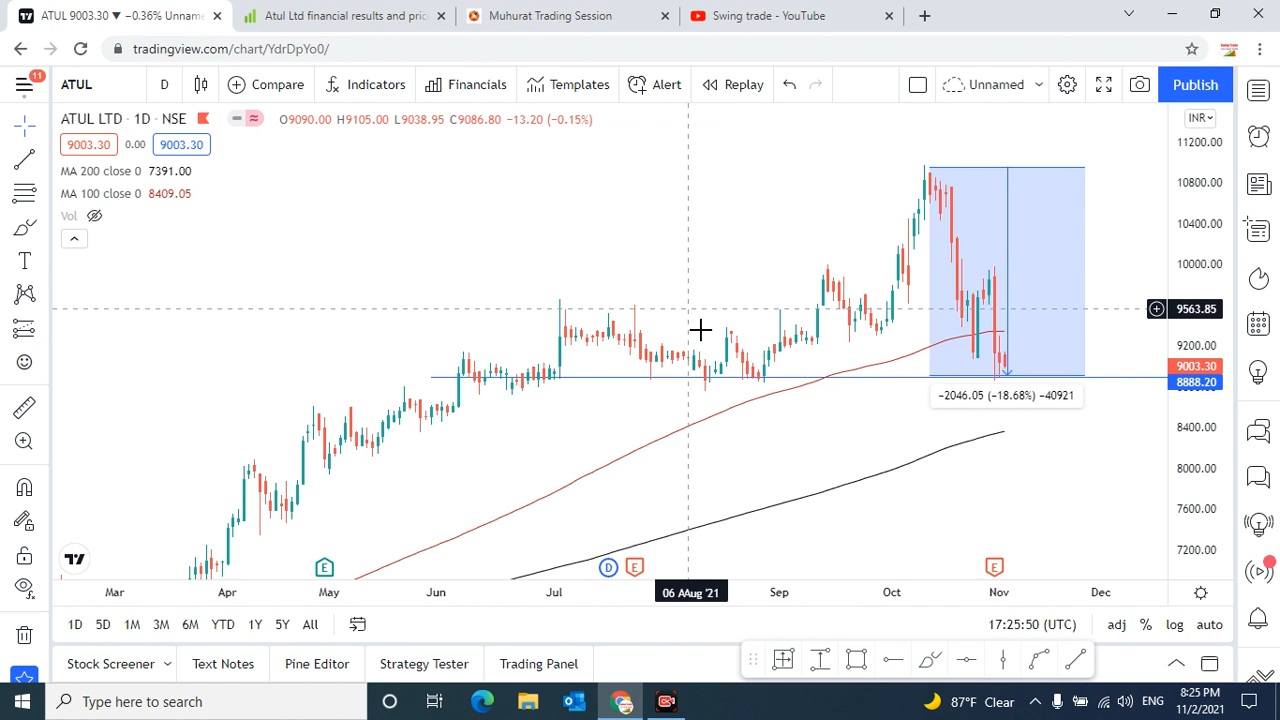 ATUL 9003.30 ▼ −0.36% Unname
Atul Ltd financial results and pric
Muhurat Trading Session
Swing trade - YouTube
tradingview.com/chart/YdrDpYo0/
11
ATUL
D
Compare
Indicators
Financials
Templates
Alert
Replay
Unnamed
Publish
ATUL LTD · 1D · NSE
O9090.00 H9105.00 L9038.95 C9086.80 −13.20 (−0.15%)
INR
9003.30 0.00 9003.30
MA 200 close 0 7391.00
MA 100 close 0 8409.05
Vol
11200.00
10800.00
10400.00
10000.00
9563.85
9200.00
9003.30
8888.20
8400.00
8000.00
7600.00
7200.00
−2046.05 (−18.68%) −40921
E D E E
Mar Apr May Jun Jul 06 AAug '21 Sep Oct Nov Dec
1D 5D 1M 3M 6M YTD 1Y 5Y All
17:25:50 (UTC) adj % log auto
Stock Screener Text Notes Pine Editor Strategy Tester Trading Panel
Type here to search
87°F Clear
ENG
8:25 PM
11/2/2021